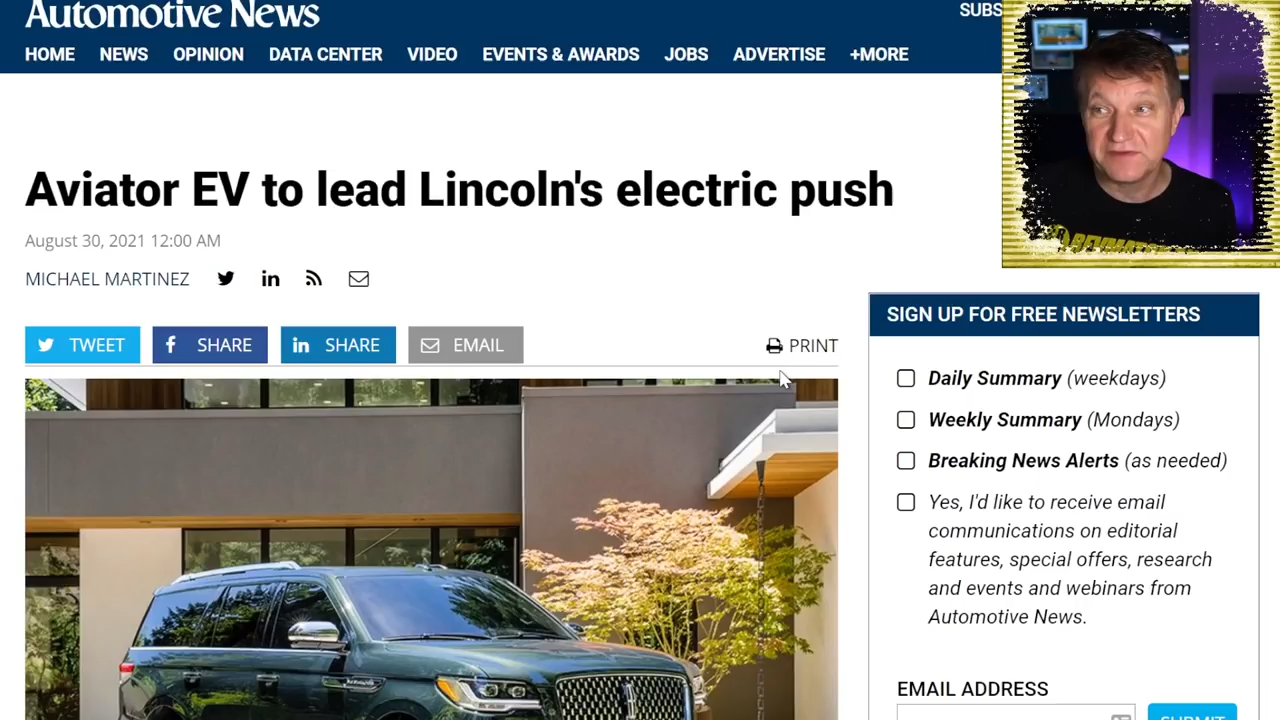 Automotive News
SUBS
HOME NEWS OPINION DATA CENTER VIDEO EVENTS & AWARDS JOBS ADVERTISE +MORE
Aviator EV to lead Lincoln's electric push
August 30, 2021 12:00 AM
MICHAEL MARTINEZ
TWEET SHARE SHARE EMAIL PRINT
SIGN UP FOR FREE NEWSLETTERS
Daily Summary (weekdays)
Weekly Summary (Mondays)
Breaking News Alerts (as needed)
Yes, I'd like to receive email
communications on editorial
features, special offers, research
and events and webinars from
Automotive News.
EMAIL ADDRESS
SUBMIT